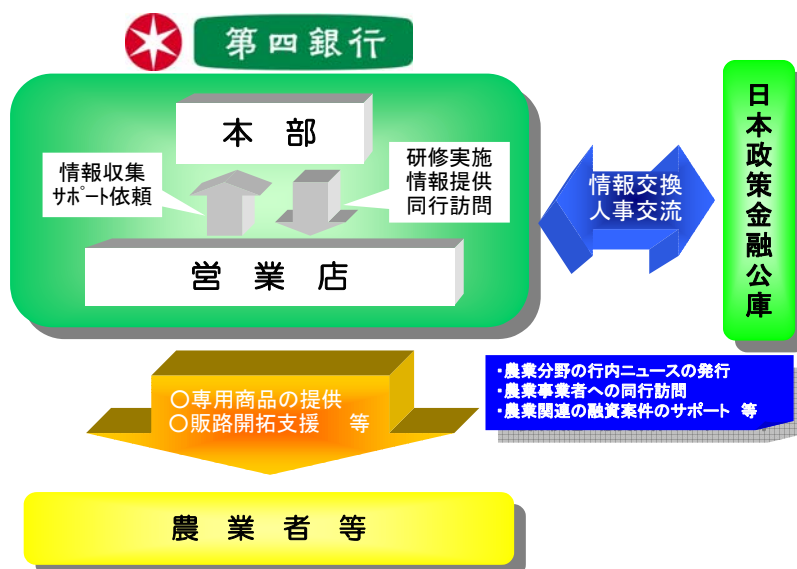 第四銀行
本部
情報収集
サポート依頼
研修実施
情報提供
同行訪問
営業店
情報交換
人事交流
日本政策金融公庫
○専用商品の提供
○販路開拓支援 等
・農業分野の行内ニュースの発行
・農業事業者への同行訪問
・農業関連の融資案件のサポート 等
農業者等